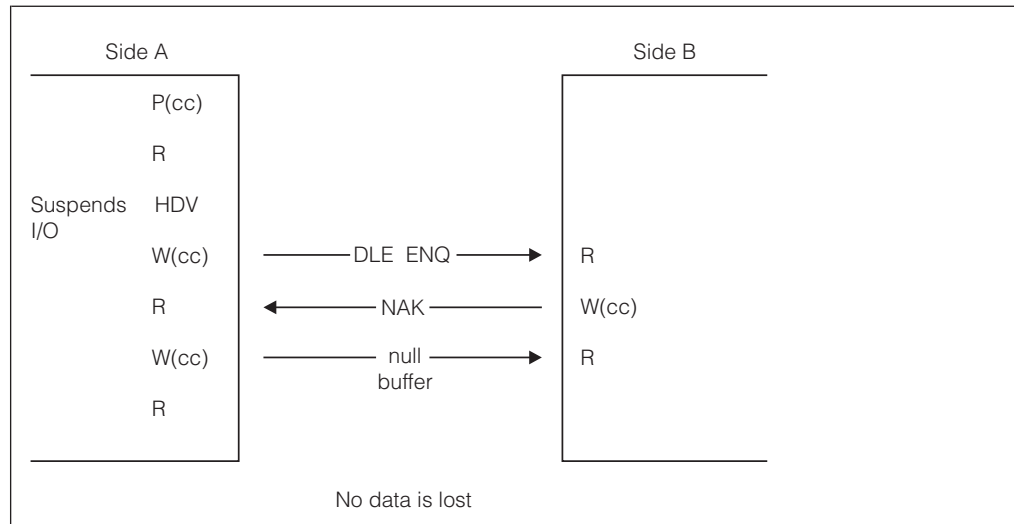 Side A Side B
P(cc)
R
Suspends HDV
I/O
W(cc) DLE ENQ R
R NAK W(cc)
W(cc) null R
buffer
R
No data is lost